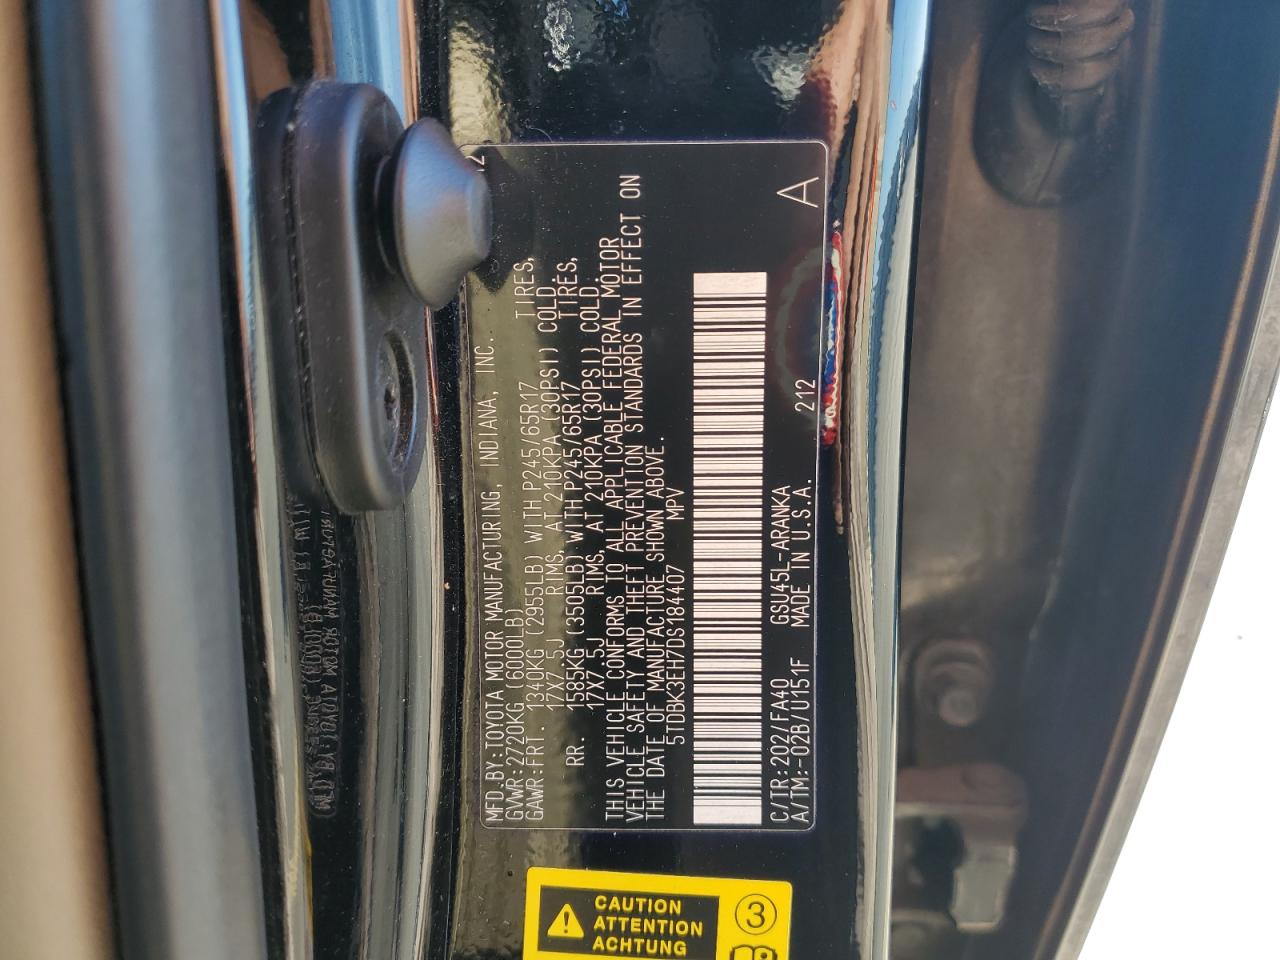 12
MFD.BY:TOYOTA MOTOR MANUFACTURING, INDIANA, INC.
GVWR:2720KG (6000LB)
GAWR:FRT. 1340KG (2955LB) WITH P245/65R17 TIRES,
17X7.5J RIMS, AT 210KPA (30PSI) COLD.
RR. 1585KG (3505LB) WITH P245/65R17 TIRES,
17X7.5J RIMS, AT 210KPA (30PSI) COLD.
THIS VEHICLE CONFORMS TO ALL APPLICABLE FEDERAL MOTOR
VEHICLE SAFETY AND THEFT PREVENTION STANDARDS IN EFFECT ON
THE DATE OF MANUFACTURE SHOWN ABOVE.
5TDBK3EH7DS184407 MPV
C/TR:202/FA40 GSU45L-ARANKA
A/TM:-02B/U151F MADE IN U.S.A. 212 A
CAUTION
ATTENTION
ACHTUNG
3